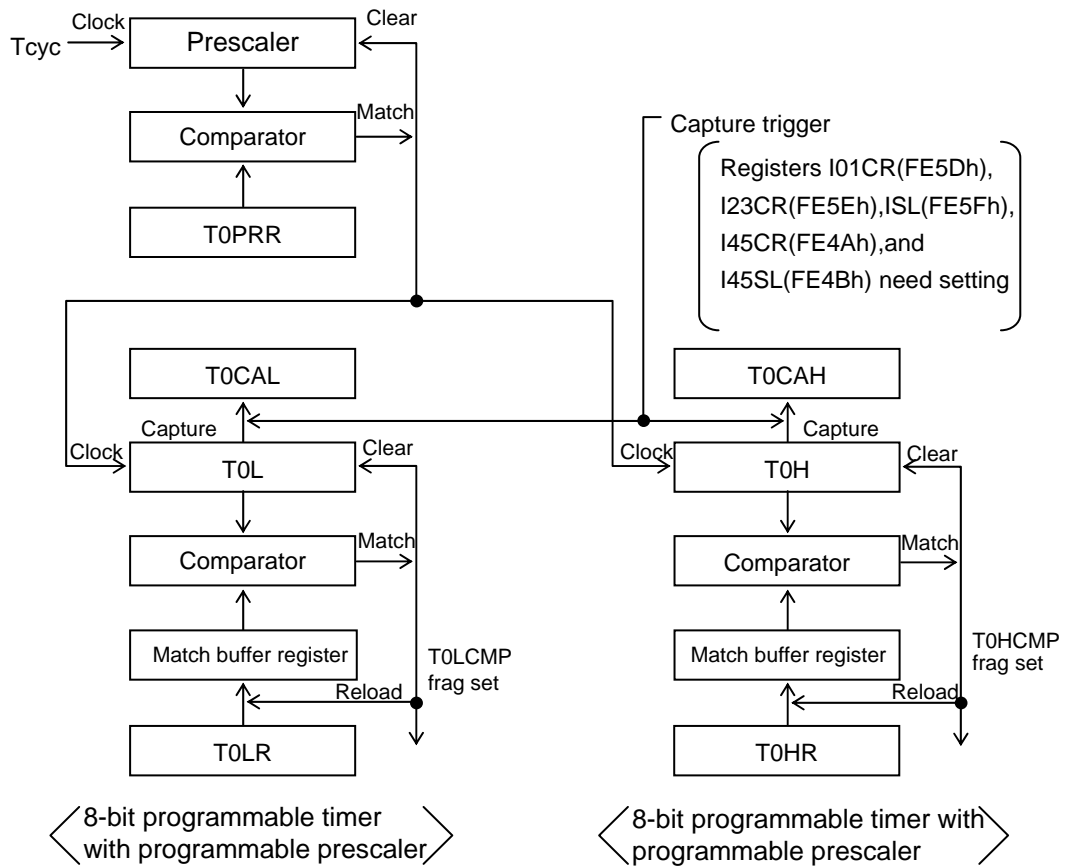 Clock
Clear
Tcyc
Prescaler
Comparator
Match
T0PRR
Capture trigger
Registers I01CR(FE5Dh),
I23CR(FE5Eh),ISL(FE5Fh),
I45CR(FE4Ah),and
I45SL(FE4Bh) need setting
T0CAL
Capture
Clock
T0L
Clear
Comparator
Match
Match buffer register
T0LCMP
frag set
Reload
T0LR
8-bit programmable timer
with programmable prescaler
T0CAH
Capture
Clock
T0H
Clear
Comparator
Match
Match buffer register
T0HCMP
frag set
Reload
T0HR
8-bit programmable timer with
programmable prescaler